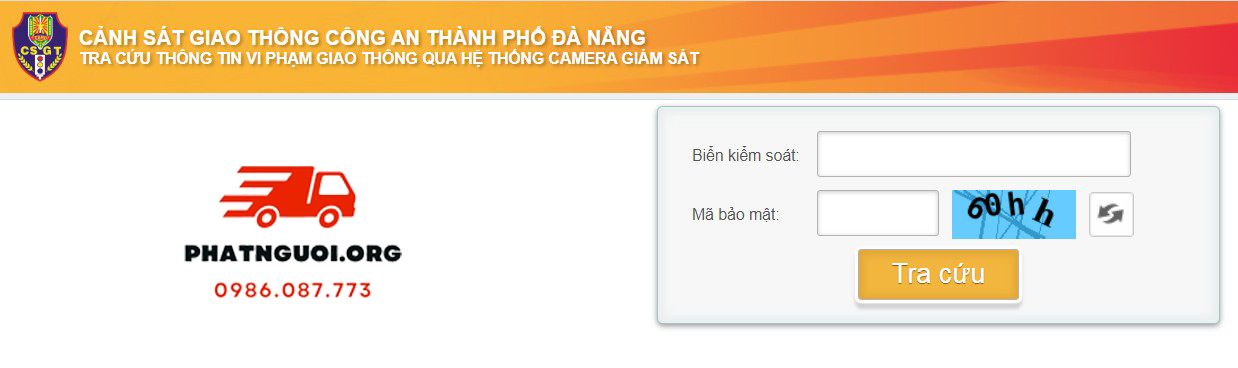 CẢNH SÁT GIAO THÔNG CÔNG AN THÀNH PHỐ ĐÀ NẴNG
TRA CỨU THÔNG TIN VI PHẠM GIAO THÔNG QUA HỆ THỐNG CAMERA GIÁM SÁT
CSGT
Biển kiểm soát:
Mã bảo mật:
60hh
Tra cứu
PHATNGUOI.ORG
0986.087.773